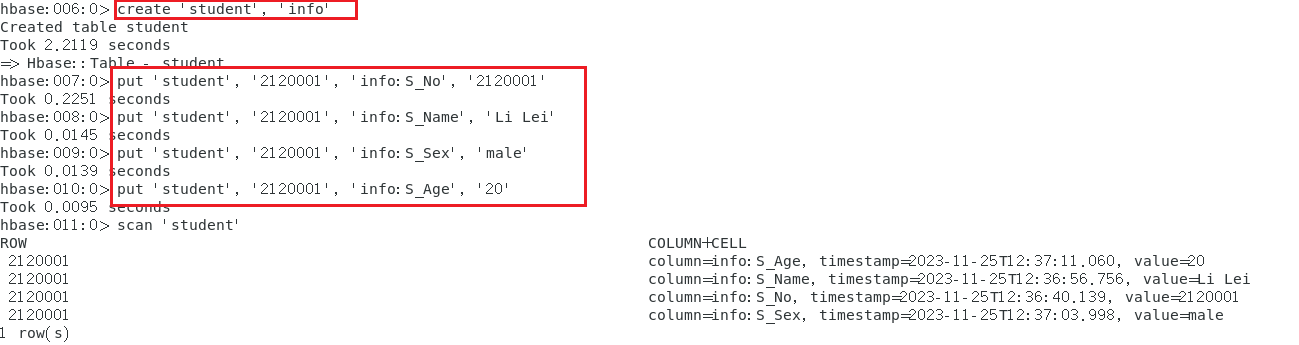 hbase:006:0> create 'student', 'info'
Created table student
Took 2.2119 seconds
=> Hbase::Table - student
hbase:007:0> put 'student', '2120001', 'info:S_No', '2120001'
Took 0.2251 seconds
hbase:008:0> put 'student', '2120001', 'info:S_Name', 'Li Lei'
Took 0.0145 seconds
hbase:009:0> put 'student', '2120001', 'info:S_Sex', 'male'
Took 0.0139 seconds
hbase:010:0> put 'student', '2120001', 'info:S_Age', '20'
Took 0.0095 seconds
hbase:011:0> scan 'student'
ROW COLUMN+CELL
2120001 column=info:S_Age, timestamp=2023-11-25T12:37:11.060, value=20
2120001 column=info:S_Name, timestamp=2023-11-25T12:36:56.756, value=Li Lei
2120001 column=info:S_No, timestamp=2023-11-25T12:36:40.139, value=2120001
2120001 column=info:S_Sex, timestamp=2023-11-25T12:37:03.998, value=male
1 row(s)